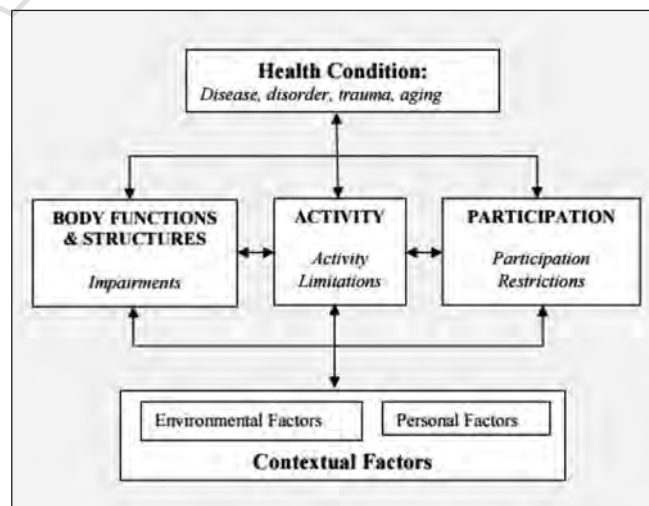 Health Condition:
Disease, disorder, trauma, aging
BODY FUNCTIONS
& STRUCTURES
Impairments
ACTIVITY
Activity
Limitations
PARTICIPATION
Participation
Restrictions
Environmental Factors
Personal Factors
Contextual Factors